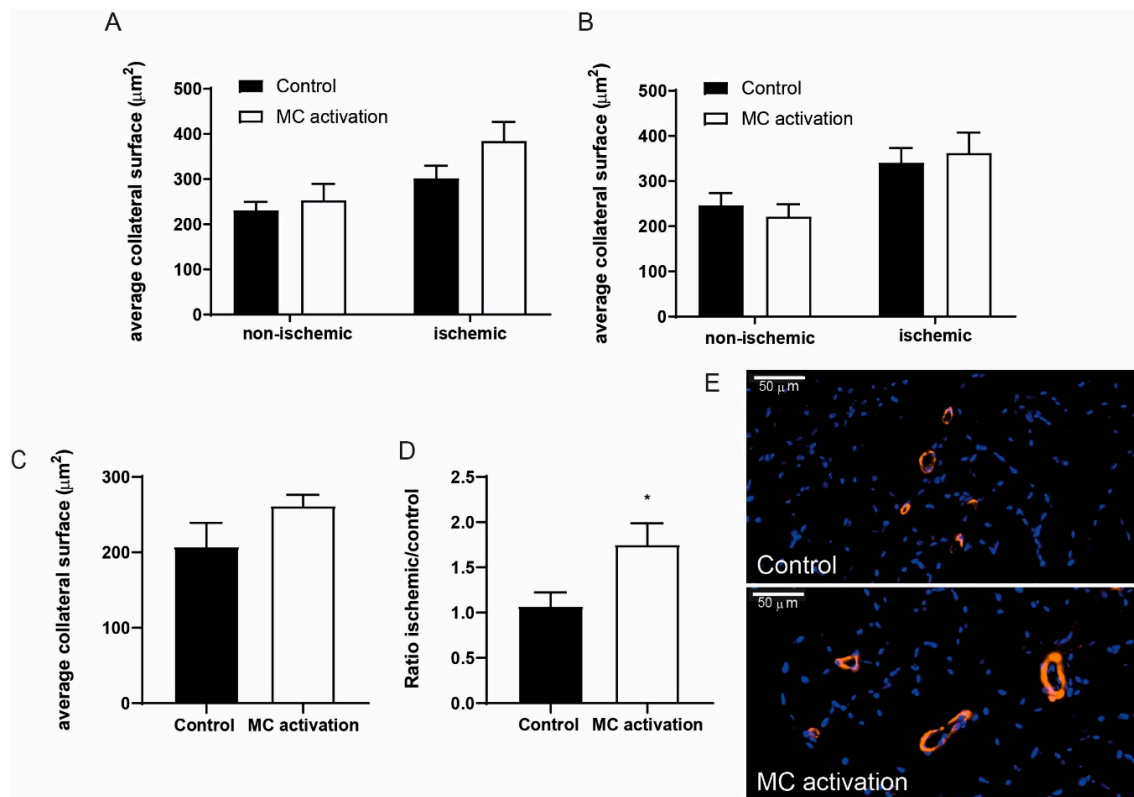 A
average collateral surface (μm²)
500
400
300
200
100
0
Control
MC activation
non-ischemic
ischemic
B
average collateral surface (μm²)
500
400
300
200
100
0
Control
MC activation
non-ischemic
ischemic
C
average collateral surface (μm²)
300
200
100
0
Control
MC activation
D
Ratio ischemic/control
2.5
2.0
1.5
1.0
0.5
0.0
*
Control
MC activation
E
50 μm
Control
50 μm
MC activation